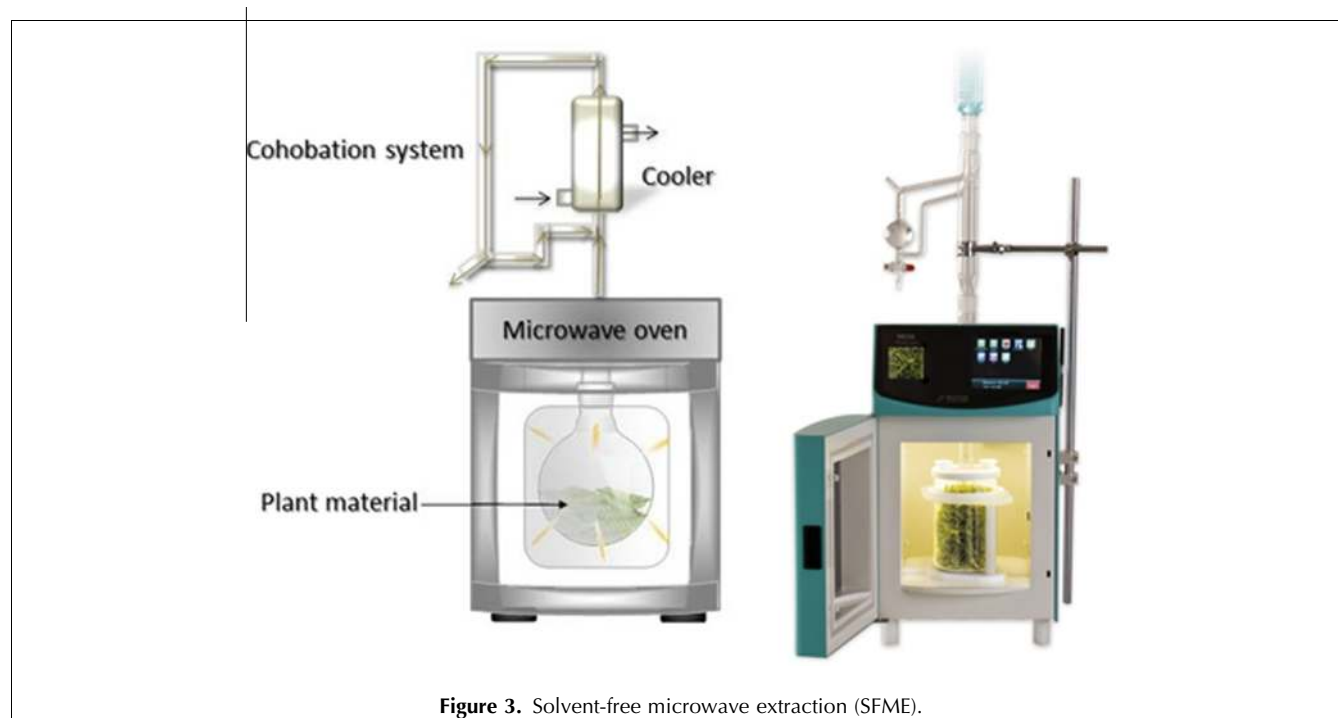 Cohobation system
Cooler
Microwave oven
Plant material
Figure 3. Solvent-free microwave extraction (SFME).